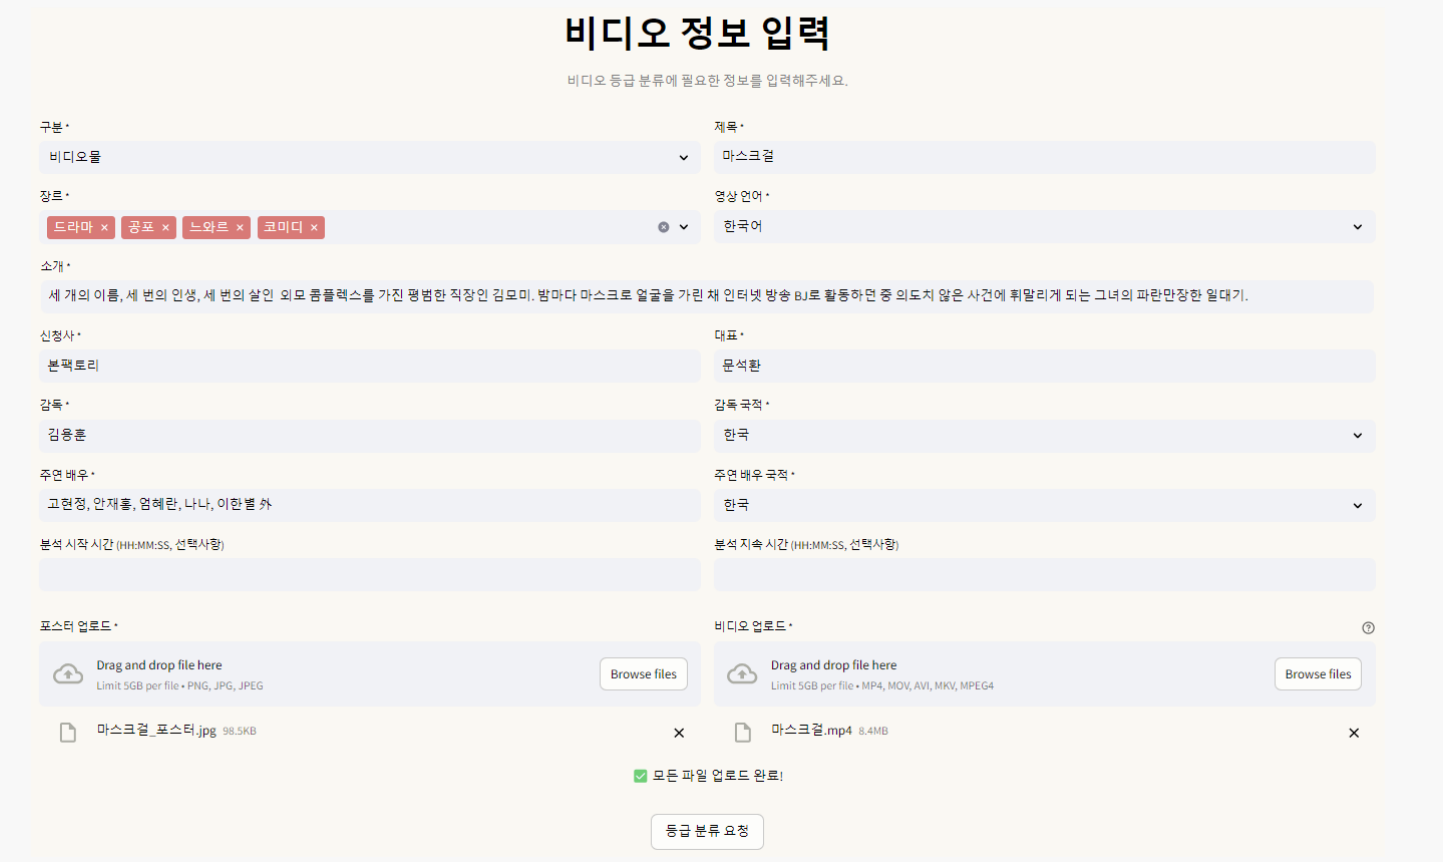 비디오 정보 입력
비디오 등급 분류에 필요한 정보를 입력해주세요.
구분 *
제목 *
비디오물
마스크걸
장르 *
영상 언어 *
드라마 × 공포 × 느와르 × 코미디 ×
한국어
소개 *
세 개의 이름, 세 번의 인생, 세 번의 살인 외모 콤플렉스를 가진 평범한 직장인 김모미. 밤마다 마스크로 얼굴을 가린 채 인터넷 방송 BJ로 활동하던 중 의도치 않은 사건에 휘말리게 되는 그녀의 파란만장한 일대기.
신청사 *
대표 *
본팩토리
문석환
감독 *
감독 국적 *
김용훈
한국
주연 배우 *
주연 배우 국적 *
고현정, 안재홍, 염혜란, 나나, 이한별 外
한국
분석 시작 시간 (HH:MM:SS, 선택사항)
분석 지속 시간 (HH:MM:SS, 선택사항)
포스터 업로드 *
비디오 업로드 *
Drag and drop file here
Limit 5GB per file • PNG, JPG, JPEG
Browse files
Drag and drop file here
Limit 5GB per file • MP4, MOV, AVI, MKV, MPEG4
Browse files
마스크걸_포스터.jpg 98.5KB
마스크걸.mp4 8.4MB
모든 파일 업로드 완료!
등급 분류 요청